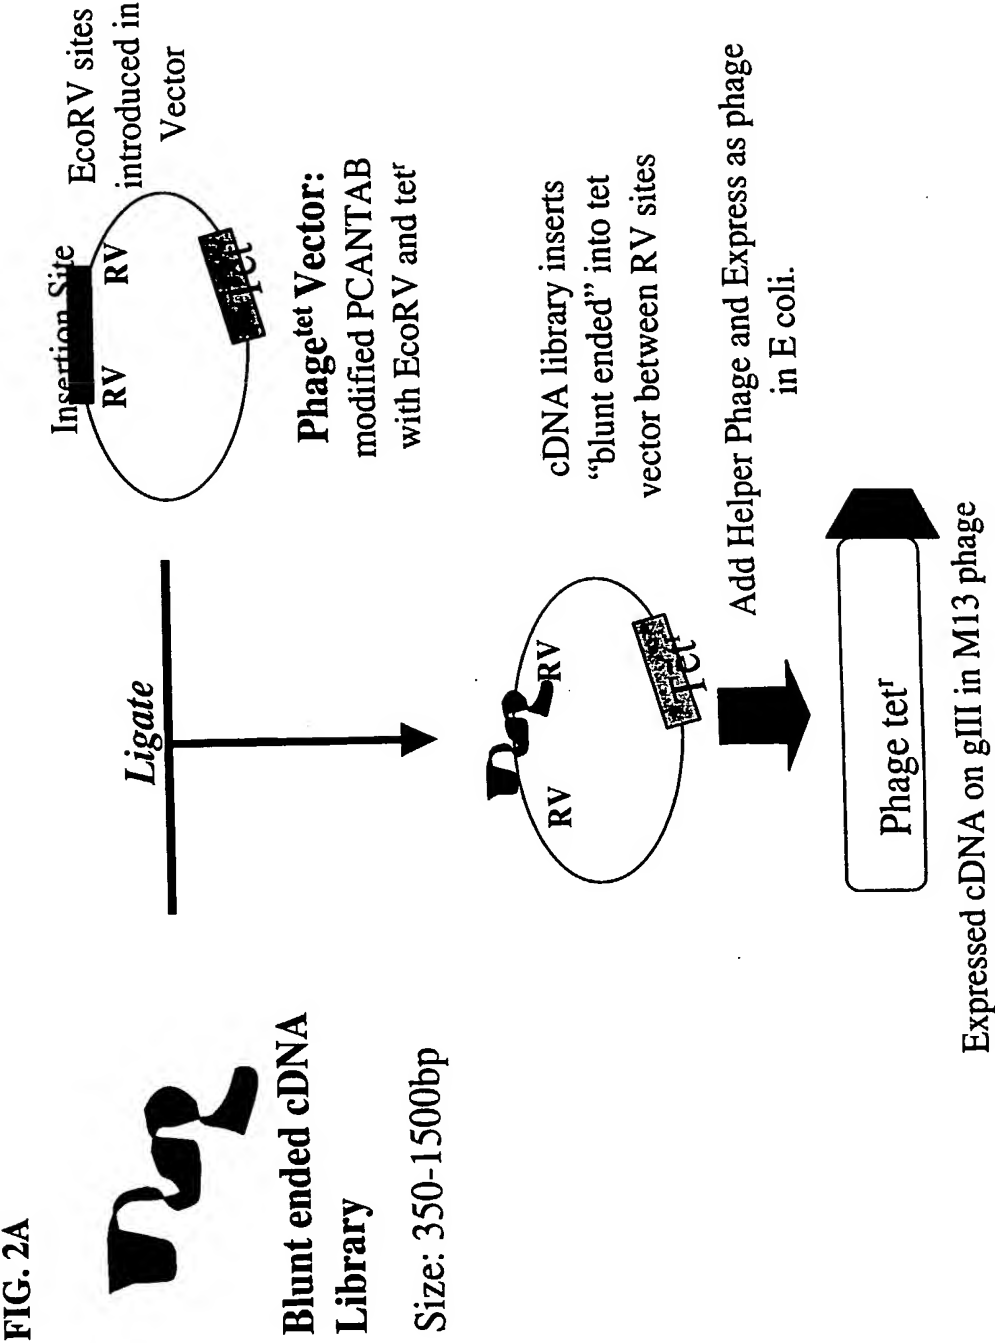 FIG. 2A
Blunt ended cDNA
Library
Size: 350-1500bp
Ligate
Insertion Site
RV RV
Tet
EcoRV sites
introduced in
Vector
Phageᵗᵉᵗ Vector:
modified PCANTAB
with EcoRV and tetʳ
RV RV
Tet
cDNA library inserts
“blunt ended” into tet
vector between RV sites
Add Helper Phage and Express as phage
in E coli.
Phage tetʳ
Expressed cDNA on gIII in M13 phage